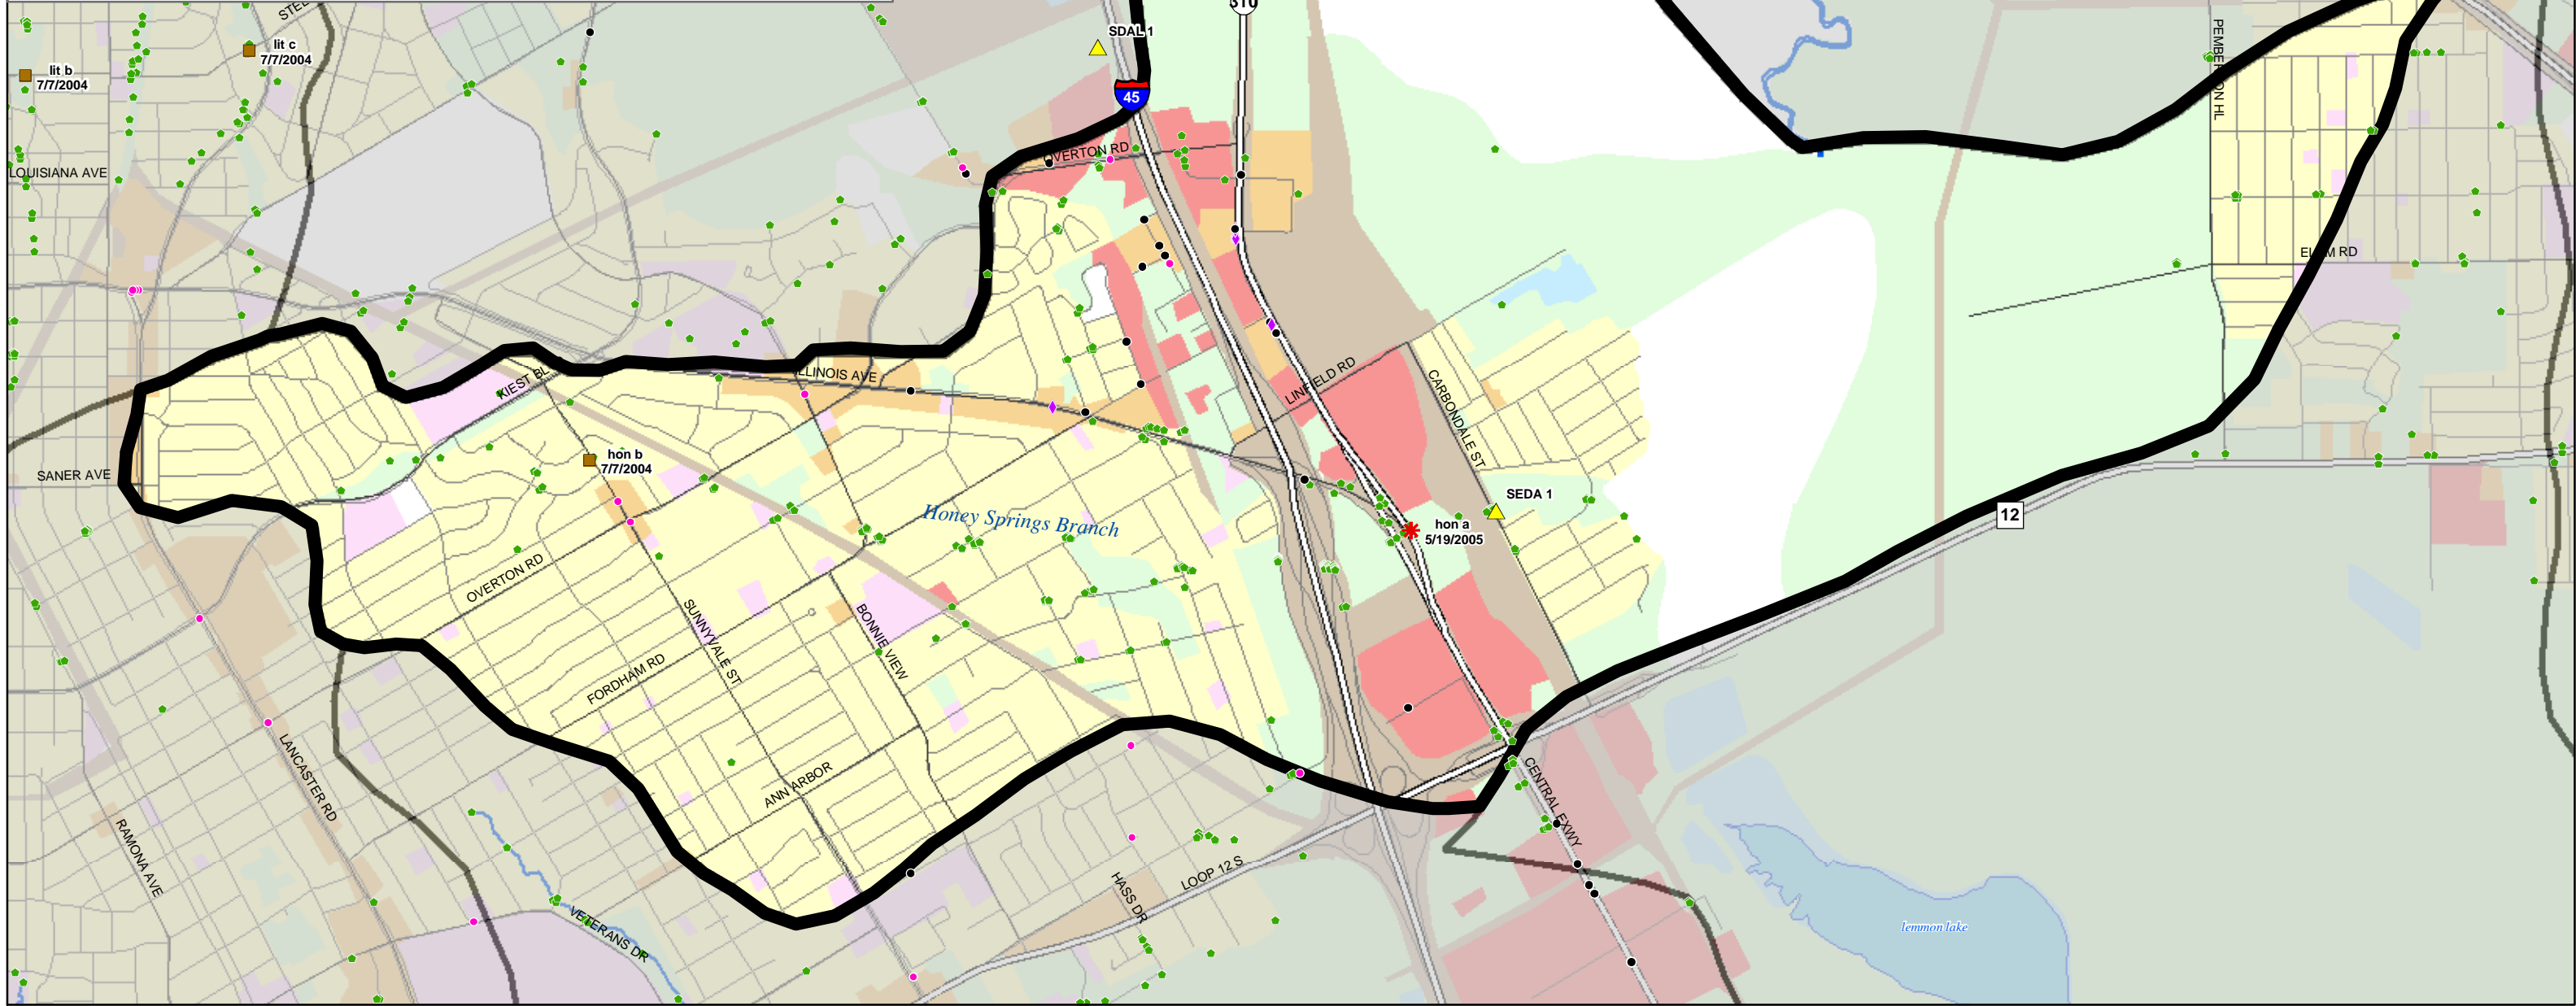 310
STEE
SDAL 1
PEMBERTON HL
lit c
7/7/2004
lit b
7/7/2004
45
OVERTON RD
LOUISIANA AVE
ELAM RD
ILLINOIS AVE
KIEST BL
LINFIELD RD
CARBONDALE ST
hon b
7/7/2004
SANER AVE
SEDA 1
Honey Springs Branch
hon a
5/19/2005
12
OVERTON RD
SUNNYVALE ST
BONNIE VIEW
FORDHAM RD
LANCASTER RD
ANN ARBOR
CENTRAL EXWY
RAMONA AVE
HASS DR
LOOP 12 S
VETERANS DR
lemmon lake